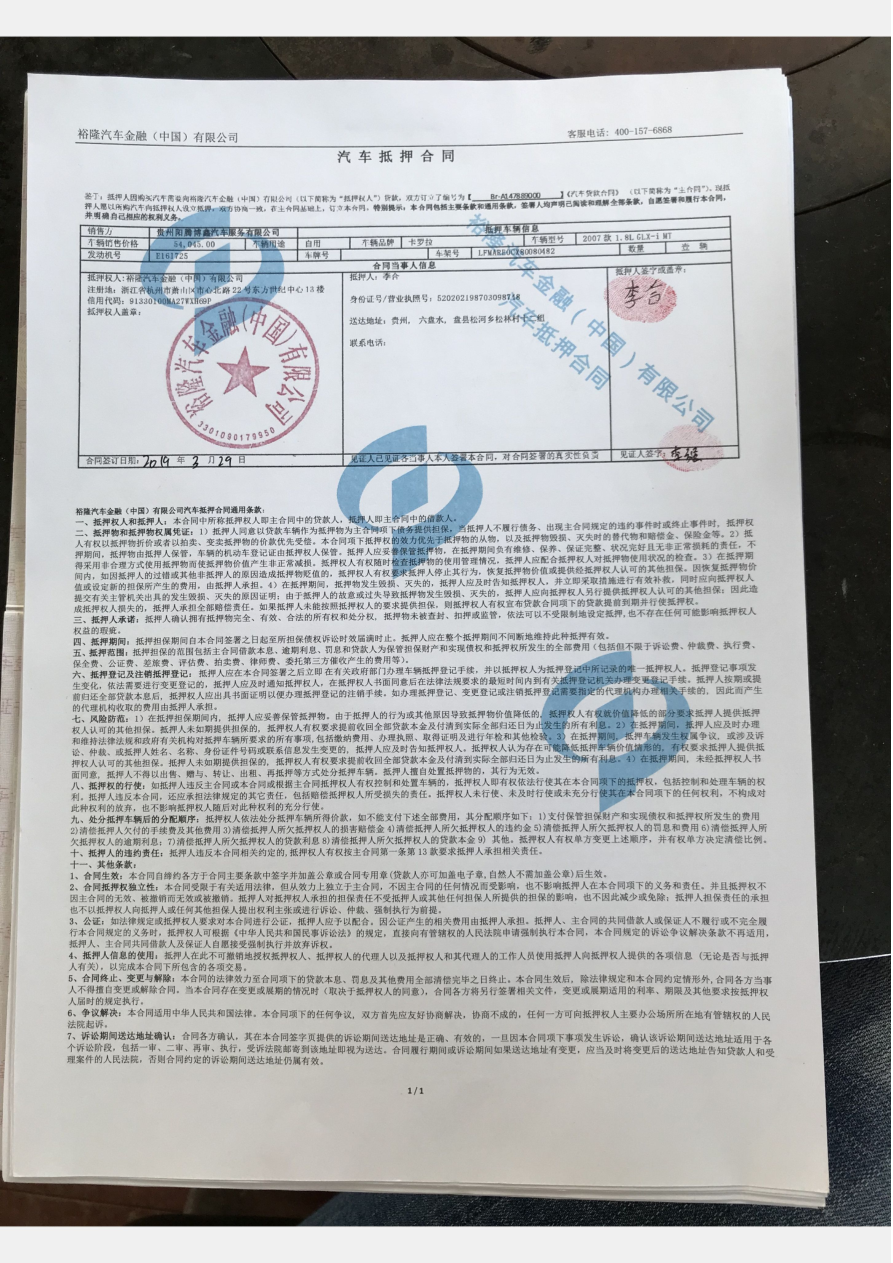 裕隆汽车金融（中国）有限公司
客服电话: 400-157-6868
汽车抵押合同
鉴于：抵押人因购买汽车需要向裕隆汽车金融（中国）有限公司（以下简称为“抵押权人”）贷款，双方订立了编号为【 Br-A147889000 】《汽车贷款合同》（以下简称为“主合同”）。现抵
押人愿以所购汽车向抵押权人设立抵押。双方协商一致，在主合同基础上，订立本合同。特别提示：本合同包括主要条款和通用条款，签署人均声明已阅读和理解全部条款，自愿签署和履行本合同，
并明确自己相应的权利义务。
抵押车辆信息
销售方 贵州阳腾博鑫汽车服务有限公司
车辆销售价格 54,045.00 车辆用途 自用 车辆品牌 卡罗拉 车辆型号 2007 款 1.8L GLX-i MT
发动机号 E161725 车牌号 车架号 数量 壹 辆
合同当事人信息
抵押权人:裕隆汽车金融（中国）有限公司
注册地：浙江省杭州市萧山区市心北路 22 号东方世纪中心 13 楼
信用代码：91330100MA27WXH69P
抵押权人盖章：
抵押人：李合
身份证号/营业执照号：
送达地址：贵州, 六盘水, 盘县松河乡松林村十二组
联系电话：
抵押人签字或盖章：
李合
裕隆汽车金融（中国）有限公司
3301090179950
裕隆汽车金融（中国）有限公司
汽车抵押合同
合同签订日期：2019 年 3 月 29 日
见证人已见证各当事人本人签署本合同，对合同签署的真实性负责
见证人签字：
裕隆汽车金融（中国）有限公司汽车抵押合同通用条款：
一、抵押权人和抵押人：本合同中所称抵押权人即主合同中的贷款人，抵押人即主合同中的借款人。
二、抵押物和抵押物权属凭证：1）抵押人同意以贷款车辆作为抵押物为主合同项下债务提供担保，当抵押人不履行债务、出现主合同规定的违约事件时或终止事件时，抵押权
人有权以抵押物折价或者以拍卖、变卖抵押物的价款优先受偿。本合同项下抵押权的效力优先于抵押物的从物，以及抵押物毁损、灭失时的替代物和赔偿金、保险金等。2）抵
押期间，抵押物由抵押人保管，车辆的机动车登记证由抵押权人保管。抵押人应妥善保管抵押物，在抵押期间负有维修、保养、保证完整、状况完好且无非正常损耗的责任，不
得采用非合理方式使用抵押物而使抵押物价值产生非正常减损。抵押权人有权随时检查抵押物的使用管理情况，抵押人应配合抵押权人对抵押物使用状况的检查。3）在抵押期
间内，如因抵押人的过错或其他非抵押人的原因造成抵押物贬值的，抵押权人有权要求抵押人停止其行为，恢复抵押物价值或提供经抵押权人认可的其他担保。因恢复抵押物价
值或设定新的担保所产生的费用，由抵押人承担。4）在抵押期间，抵押物发生毁损、灭失的，抵押人应及时告知抵押权人，并立即采取措施进行有效补救，同时应向抵押权人
提交有关主管机关出具的发生毁损、灭失的原因证明；由于抵押人的故意或过失导致抵押物发生毁损、灭失的，抵押人应向抵押权人另行提供抵押权人认可的其他担保；因此造
成抵押权人损失的，抵押人承担全部赔偿责任。如果抵押人未能按照抵押权人的要求提供担保，则抵押权人有权宣布贷款合同项下的贷款提前到期并行使抵押权。
三、抵押人承诺：抵押人确认拥有抵押物完全、有效、合法的所有权和处分权，抵押物未被查封、扣押或监管，依法可以不受限制地设定抵押,也不存在任何可能影响抵押权人
权益的瑕疵。
四、抵押期间：抵押担保期间自本合同签署之日起至所担保债权诉讼时效届满时止。抵押人应在整个抵押期间不间断地维持此种抵押有效。
五、抵押范围：抵押担保的范围包括主合同借款本息、逾期利息、罚息和贷款人为保管担保财产和实现债权和抵押权所发生的全部费用（包括但不限于诉讼费、仲裁费、执行费、
保全费、公证费、差旅费、评估费、拍卖费、律师费、委托第三方催收产生的费用等）。
六、抵押登记及注销抵押登记：抵押人应在本合同签署之后立即在有关政府部门办理车辆抵押登记手续，并以抵押权人为抵押登记中所记录的唯一抵押权人。抵押登记事项发
生变化，依法需要进行变更登记的，抵押人应及时通知抵押权人，在抵押权人书面同意后在法律法规要求的最短时间内到有关抵押登记机关办理变更登记手续。抵押人按期或提
前归还全部贷款本息后，抵押权人应出具书面证明以便办理抵押登记的注销手续。如办理抵押登记、变更登记或注销抵押登记需要指定的代理机构办理相关手续的，因此而产生
的代理机构收取的费用由抵押人承担。
七、风险防范：1）在抵押担保期间内，抵押人应妥善保管抵押物。由于抵押人的行为或其他原因导致抵押物价值降低的，抵押权人有权就价值降低的部分要求抵押人提供抵押
权人认可的其他担保。抵押人未如期提供担保的，抵押权人有权要求提前收回全部贷款本金及付清到实际全部归还日为止发生的所有利息。2）在抵押期间，抵押人应及时办理
和维持法律法规和政府有关机构对抵押车辆所要求的所有事项,包括缴纳费用、办理执照、取得证明及进行年检和其他检验。3）在抵押期间，抵押车辆发生权属争议，或涉及诉
讼、仲裁、或抵押人姓名、名称、身份证件号码或联系信息发生变更的，抵押人应及时告知抵押权人。抵押权人认为存在可能降低抵押车辆价值情形的，有权要求抵押人提供抵
押权人认可的其他担保。抵押人未如期提供担保的，抵押权人有权要求提前收回全部贷款本金及付清到实际全部归还日为止发生的所有利息。4）在抵押期间，未经抵押权人书
面同意，抵押人不得以出售、赠与、转让、出租、再抵押等方式处分抵押车辆。抵押人擅自处置抵押物的，其行为无效。
八、抵押权的行使：如抵押人违反主合同或本合同或根据主合同抵押权人有权控制和处置车辆的，抵押权人即有权依法行使其在本合同项下的抵押权，包括控制和处理车辆的权
利。抵押人违反本合同，还应承担法律规定的其它责任，包括赔偿抵押权人所受损失的责任。抵押权人未行使、未及时行使或未充分行使其在本合同项下的任何权利，不构成对
此种权利的放弃，也不影响抵押权人随后对此种权利的充分行使。
九、处分抵押车辆后的分配顺序：抵押权人依法处分抵押车辆所得价款，如不能支付下述全部费用，其分配顺序如下：1)支付保管担保财产和实现债权和抵押权所发生的费用
2)清偿抵押人欠付的手续费及其他费用 3)清偿抵押人所欠抵押权人的损害赔偿金 4)清偿抵押人所欠抵押权人的违约金 5)清偿抵押人所欠抵押权人的罚息和费用 6)清偿抵押人所
欠抵押权人的逾期利息；7)清偿抵押人所欠抵押权人的贷款利息 8)清偿抵押人所欠抵押权人的贷款本金 9）其他。抵押权人有权单方变更上述顺序，并有权单方决定清偿比例。
十、抵押人的违约责任：抵押人违反本合同相关约定的,抵押权人有权按主合同第一条第 13 款要求抵押人承担相关责任。
十一、其他条款：
1、合同生效：本合同自缔约各方于合同主要条款中签字并加盖公章或合同专用章(贷款人亦可加盖电子章,自然人不需加盖公章)后生效。
2、合同抵押权独立性：本合同受限于有关适用法律，但从效力上独立于主合同，不因主合同的任何情况而受影响，也不影响抵押人在本合同项下的义务和责任。并且抵押权不
因主合同的无效、被撤销而无效或被撤销。抵押人对抵押权人承担的担保责任不受抵押人或其他任何担保人所提供的担保的影响，也不因此减少或免除；抵押人担保责任的承担
也不以抵押权人向抵押人或任何其他担保人提出权利主张或进行诉讼、仲裁、强制执行为前提。
3、公证：如法律规定或抵押权人要求对本合同进行公证，抵押人应予以配合，因公证产生的相关费用由抵押人承担。抵押人、主合同的共同借款人或保证人不履行或不完全履
行本合同规定的义务时，抵押权人可根据《中华人民共和国民事诉讼法》的规定，直接向有管辖权的人民法院申请强制执行本合同，本合同规定的诉讼争议解决条款不再适用，
抵押人、主合同共同借款人及保证人自愿接受强制执行并放弃诉权。
4、抵押人信息的使用：抵押人在此不可撤销地授权抵押权人、抵押权人的代理人以及抵押权人和其代理人的工作人员使用抵押人向抵押权人提供的各项信息（无论是否与抵押
人有关），以完成本合同下所包含的各项交易。
5、合同终止、变更与解除：本合同的法律效力至合同项下的贷款本息、罚息及其他费用全部清偿完毕之日终止。本合同生效后，除法律规定和本合同约定情形外,合同各方当事
人不得擅自变更或解除合同。当本合同存在变更或展期的情况时（取决于抵押权人的同意），合同各方将另行签署相关文件，变更或展期适用的利率、期限及其他要求按抵押权
人届时的规定执行。
6、争议解决：本合同适用中华人民共和国法律。本合同项下的任何争议，双方首先应友好协商解决，协商不成的，任何一方可向抵押权人主要办公场所所在地有管辖权的人民
法院起诉。
7、诉讼期间送达地址确认：合同各方确认，其在本合同签字页提供的诉讼期间送达地址是正确、有效的，一旦因本合同项下事项发生诉讼，确认该诉讼期间送达地址适用于各
个诉讼阶段，包括一审、二审、再审、执行，受诉法院邮寄到该地址即视为送达。合同履行期间或诉讼期间如果送达地址有变更，应当及时将变更后的送达地址告知贷款人和受
理案件的人民法院，否则合同约定的诉讼期间送达地址仍属有效。
1 / 1